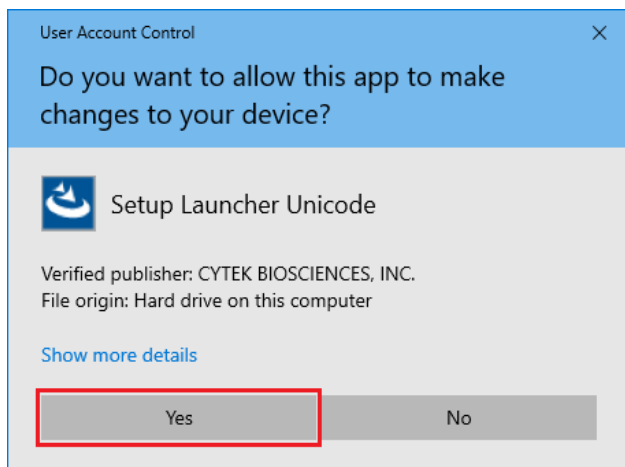 User Account Control
Do you want to allow this app to make
changes to your device?
Setup Launcher Unicode
Verified publisher: CYTEK BIOSCIENCES, INC.
File origin: Hard drive on this computer
Show more details
Yes No